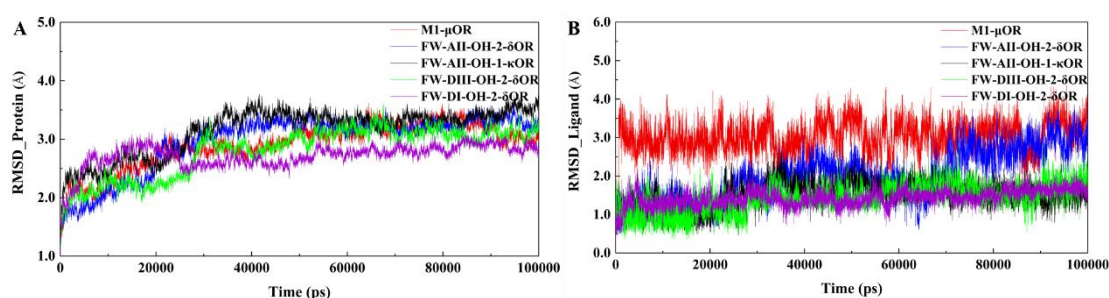 A
M1-μOR
FW-AII-OH-2-δOR
FW-AII-OH-1-κOR
FW-DIII-OH-2-δOR
FW-DI-OH-2-δOR
5.0
4.0
3.0
2.0
1.0
RMSD_Protein (Å)
0 20000 40000 60000 80000 100000
Time (ps)
B
M1-μOR
FW-AII-OH-2-δOR
FW-AII-OH-1-κOR
FW-DIII-OH-2-δOR
FW-DI-OH-2-δOR
6.0
5.0
4.0
3.0
2.0
1.0
0.0
RMSD_Ligand (Å)
0 20000 40000 60000 80000 100000
Time (ps)